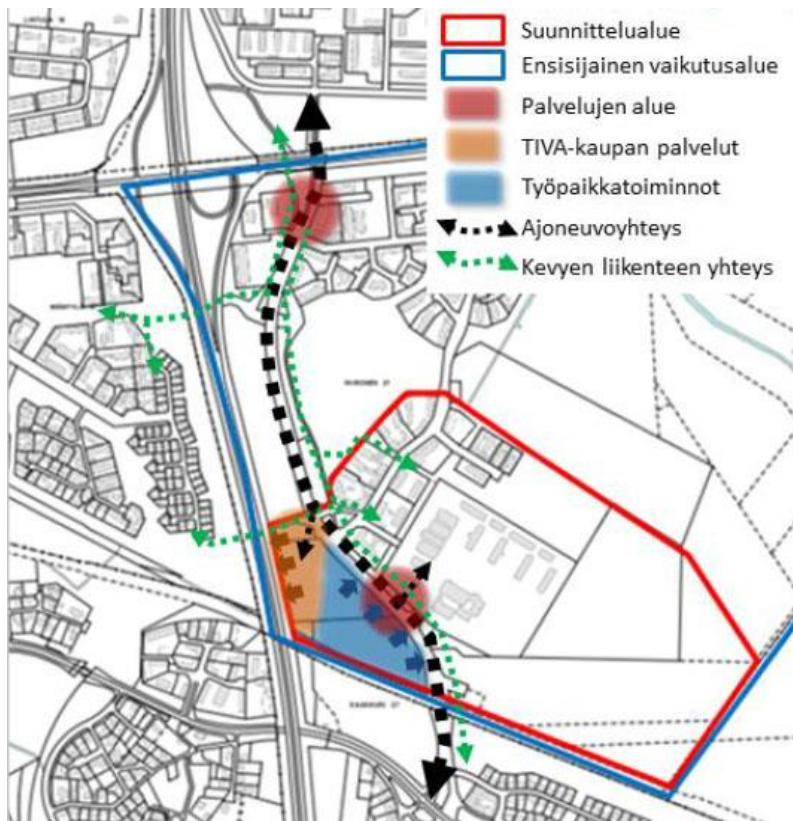 Suunnittelualue
Ensisijainen vaikutusalue
Palvelujen alue
TIVA-kaupan palvelut
Työpaikkatoiminnot
Ajoneuvoyhteys
Kevyen liikenteen yhteys